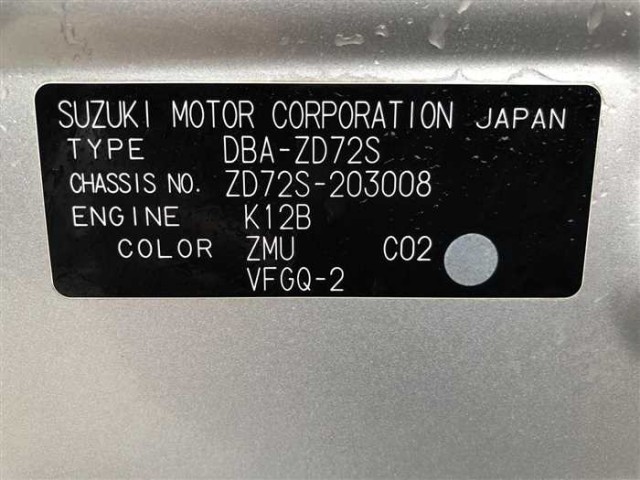 SUZUKI MOTOR CORPORATION JAPAN
TYPE DBA-ZD72S
CHASSIS NO. ZD72S-203008
ENGINE K12B
COLOR ZMU C02
VFGQ-2